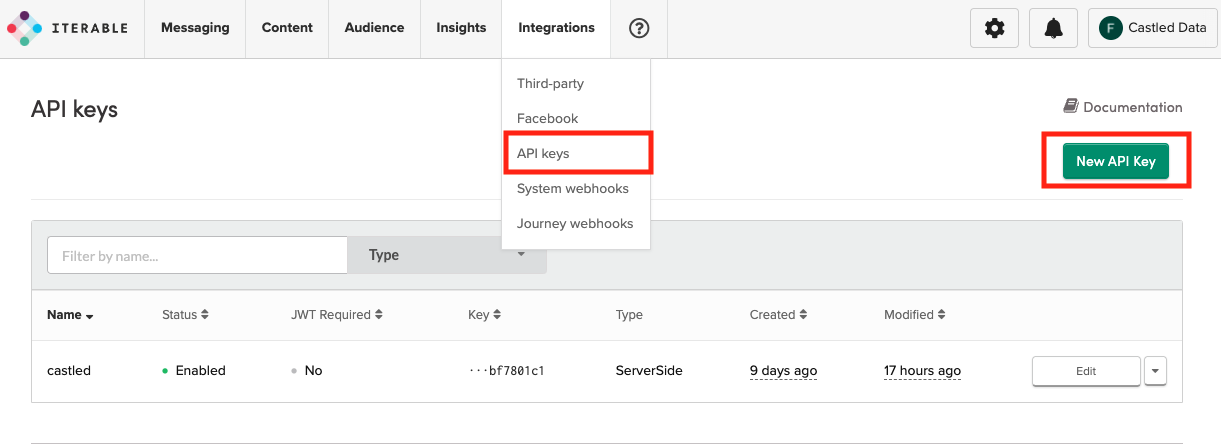 ITERABLE Messaging Content Audience Insights Integrations ? F Castled Data
Third-party
Facebook
API keys
System webhooks
Journey webhooks
API keys
Documentation
New API Key
Filter by name... Type
Name Status JWT Required Key Type Created Modified
castled Enabled No ···bf7801c1 ServerSide 9 days ago 17 hours ago Edit